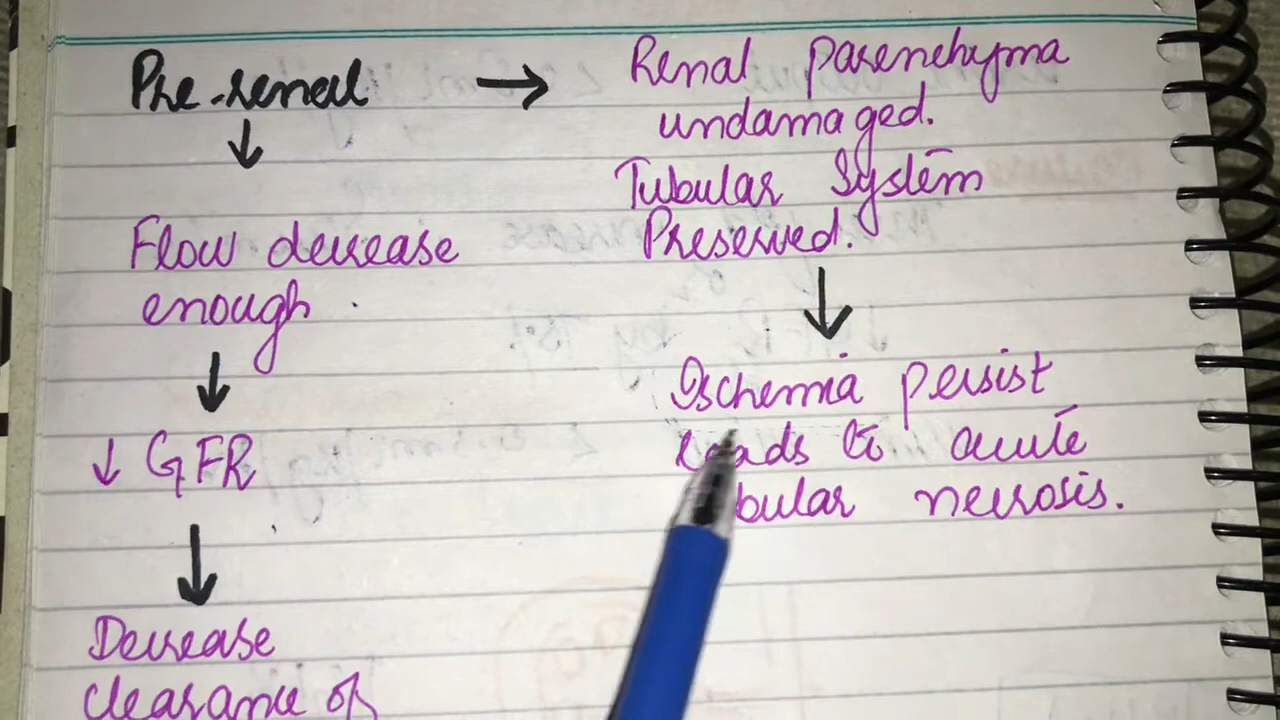 Pre-renal → Renal parenchyma
undamaged.
Tubular System
Preserved.
↓
Flow decrease
enough
↓
↓ GFR
↓
Decrease
clearance of
↓
Ischemia persist
leads to acute
necrosis.